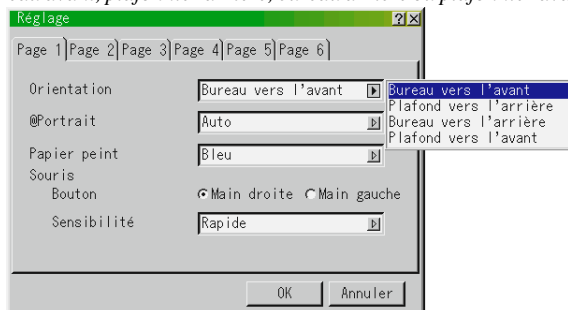 Réglage
Page 1 Page 2 Page 3 Page 4 Page 5 Page 6
Orientation Bureau vers l'avant
Bureau vers l'avant
Plafond vers l'arrière
Bureau vers l'arrière
Plafond vers l'avant
@Portrait Auto
Papier peint Bleu
Souris
Bouton Main droite Main gauche
Sensibilité Rapide
OK Annuler